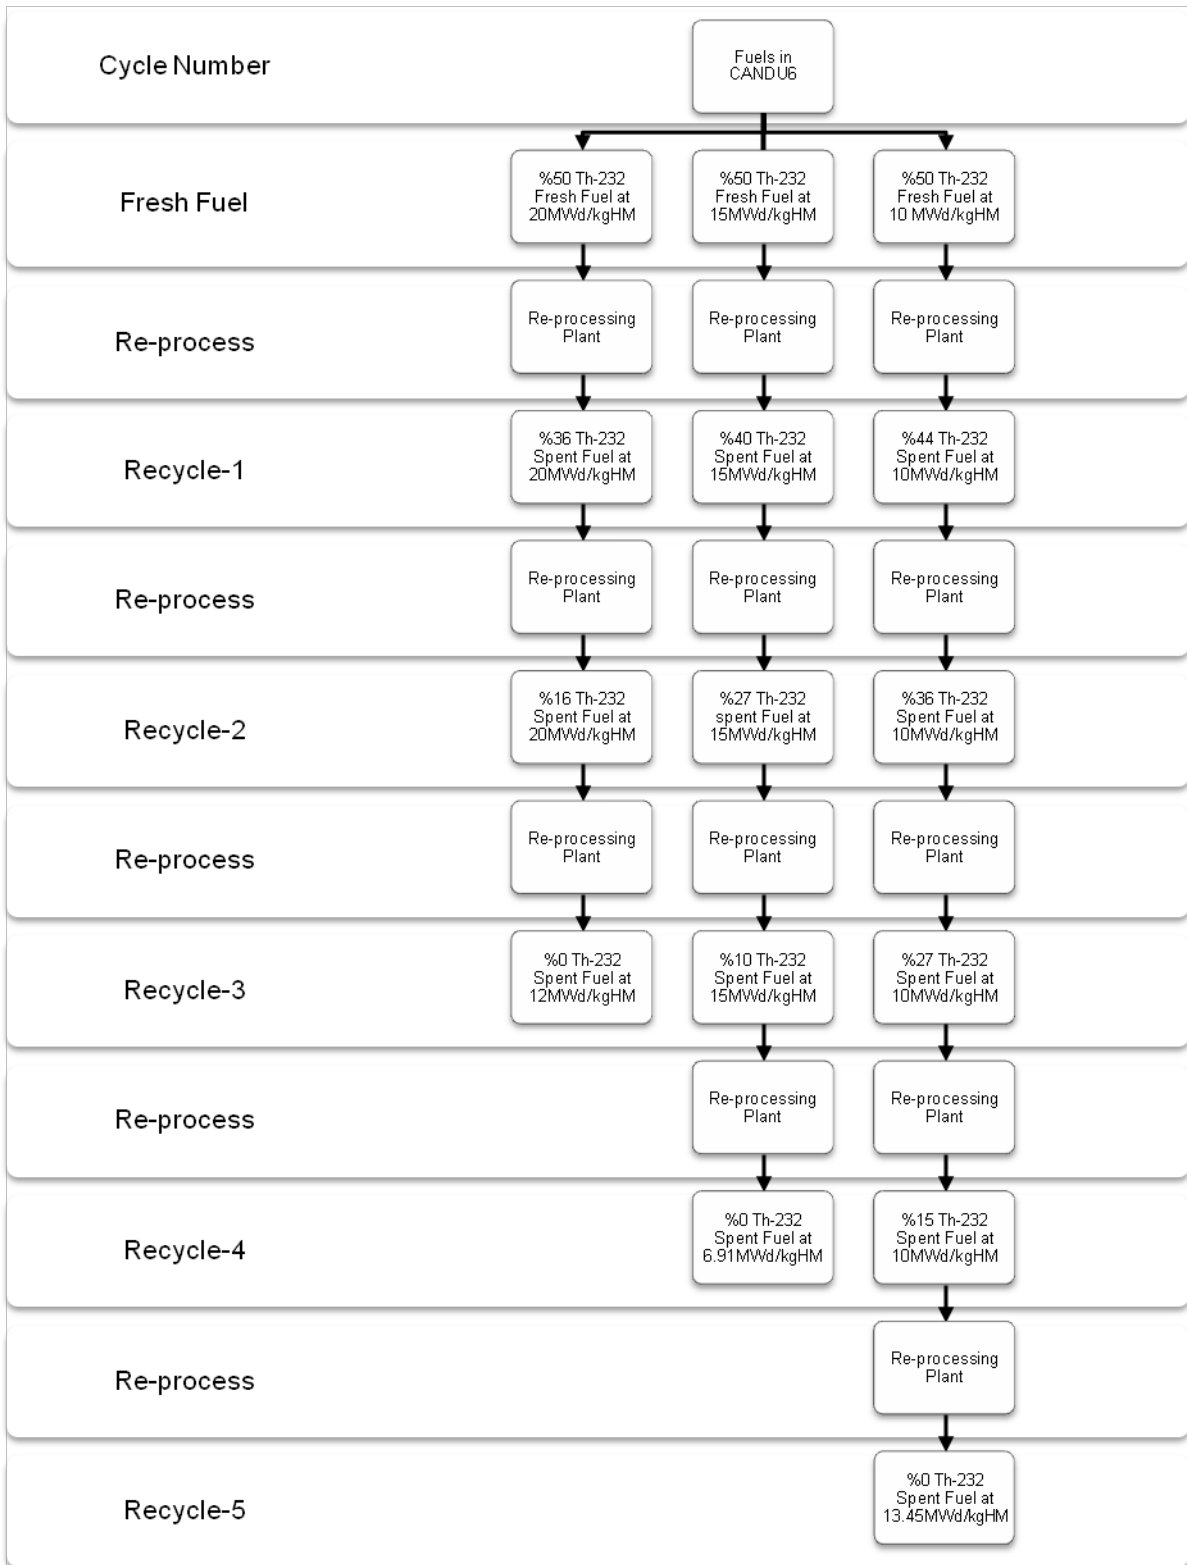 Cycle Number
Fuels in
CANDU6
Fresh Fuel
%50 Th-232
Fresh Fuel at
20MWd/kgHM
%50 Th-232
Fresh Fuel at
15MWd/kgHM
%50 Th-232
Fresh Fuel at
10 MWd/kgHM
Re-process
Re-processing
Plant
Re-processing
Plant
Re-processing
Plant
Recycle-1
%36 Th-232
Spent Fuel at
20MWd/kgHM
%40 Th-232
Spent Fuel at
15MWd/kgHM
%44 Th-232
Spent Fuel at
10MWd/kgHM
Re-process
Re-processing
Plant
Re-processing
Plant
Re-processing
Plant
Recycle-2
%16 Th-232
Spent Fuel at
20MWd/kgHM
%27 Th-232
spent Fuel at
15MWd/kgHM
%36 Th-232
Spent Fuel at
10MWd/kgHM
Re-process
Re-processing
Plant
Re-processing
Plant
Re-processing
Plant
Recycle-3
%0 Th-232
Spent Fuel at
12MWd/kgHM
%10 Th-232
Spent Fuel at
15MWd/kgHM
%27 Th-232
Spent Fuel at
10MWd/kgHM
Re-process
Re-processing
Plant
Re-processing
Plant
Recycle-4
%0 Th-232
Spent Fuel at
6.91MWd/kgHM
%15 Th-232
Spent Fuel at
10MWd/kgHM
Re-process
Re-processing
Plant
Recycle-5
%0 Th-232
Spent Fuel at
13.45MWd/kgHM